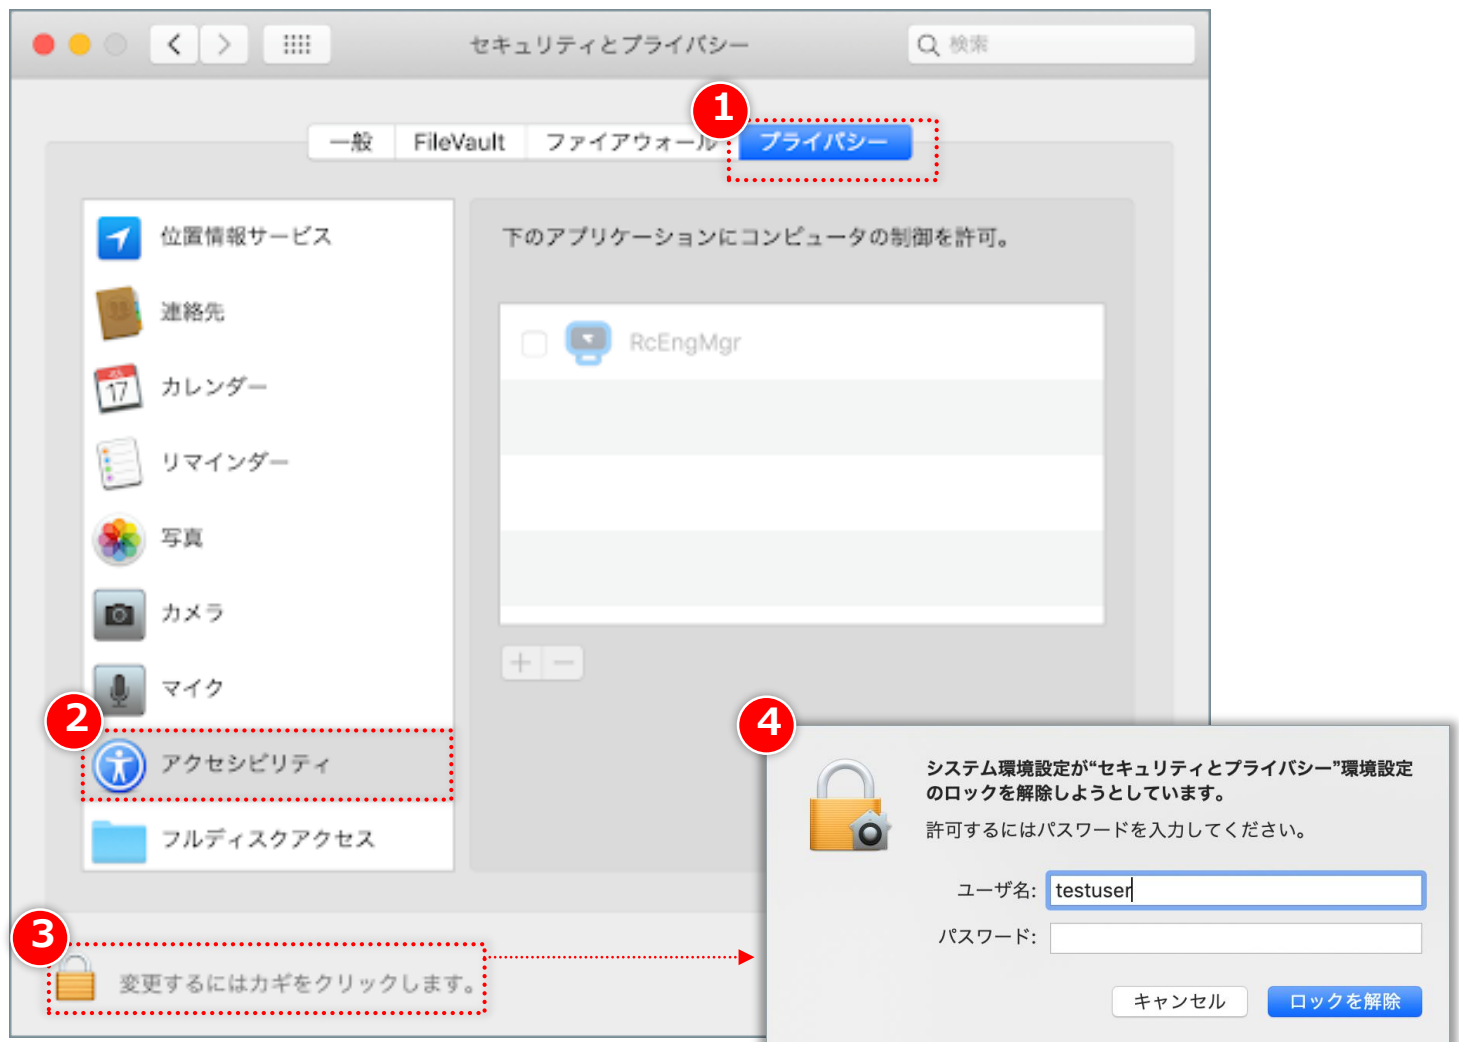 セキュリティとプライバシー
検索
1
一般
FileVault
ファイアウォール
プライバシー
位置情報サービス
連絡先
17
カレンダー
リマインダー
写真
カメラ
マイク
2
アクセシビリティ
フルディスクアクセス
下のアプリケーションにコンピュータの制御を許可。
RcEngMgr
3
変更するにはカギをクリックします。
4
システム環境設定が“セキュリティとプライバシー”環境設定
のロックを解除しようとしています。
許可するにはパスワードを入力してください。
ユーザ名: testuser
パスワード:
キャンセル
ロックを解除